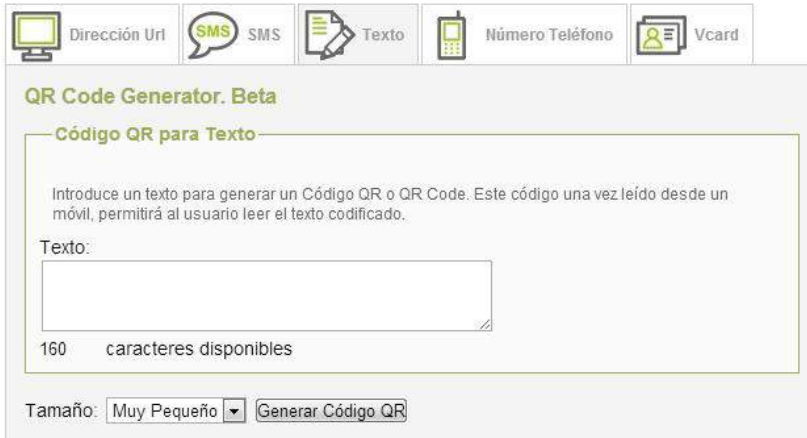 Dirección Url SMS SMS Texto Número Teléfono Vcard
QR Code Generator. Beta
Código QR para Texto
Introduce un texto para generar un Código QR o QR Code. Este código una vez leído desde un
móvil, permitirá al usuario leer el texto codificado.
Texto:
160 caracteres disponibles
Tamaño: Muy Pequeño Generar Código QR